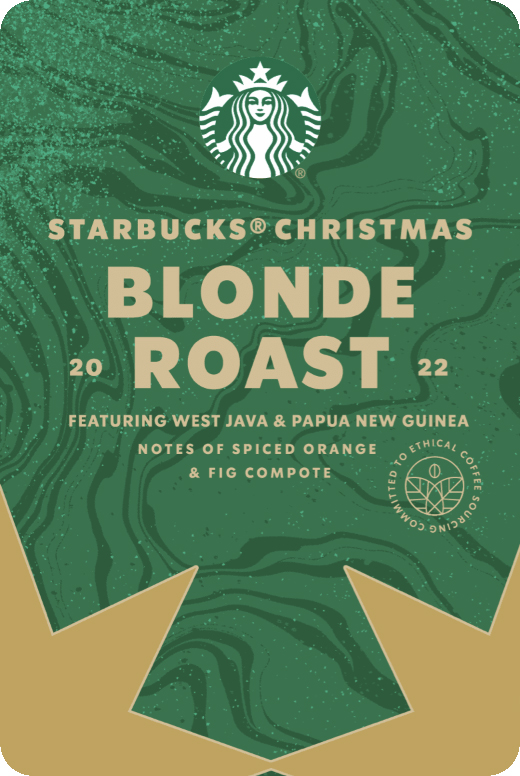 ®
STARBUCKS® CHRISTMAS
BLONDE
20 ROAST 22
FEATURING WEST JAVA & PAPUA NEW GUINEA
NOTES OF SPICED ORANGE
& FIG COMPOTE
COMMITTED TO ETHICAL COFFEE SOURCING